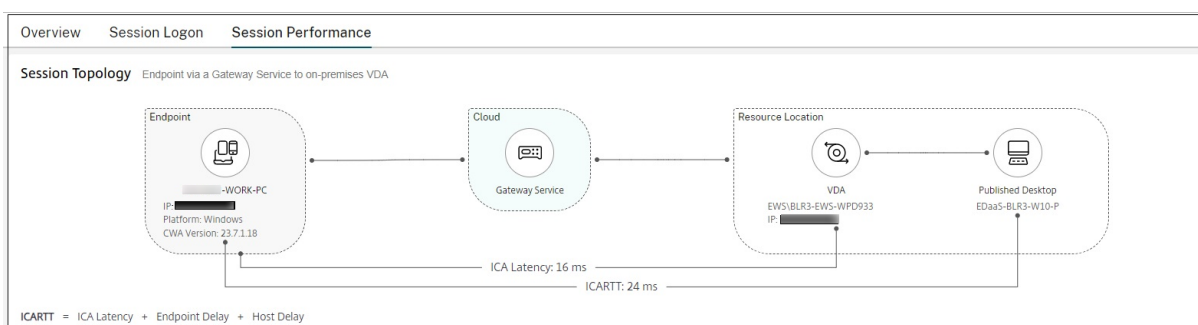 Overview Session Logon Session Performance
Session Topology Endpoint via a Gateway Service to on-premises VDA
Endpoint
Cloud
Resource Location
-WORK-PC
IP:
Platform: Windows
CWA Version: 23.7.1.18
Gateway Service
VDA
EWS\BLR3-EWS-WPD933
IP:
Published Desktop
EDaaS-BLR3-W10-P
ICA Latency: 16 ms
ICARTT: 24 ms
ICARTT = ICA Latency + Endpoint Delay + Host Delay